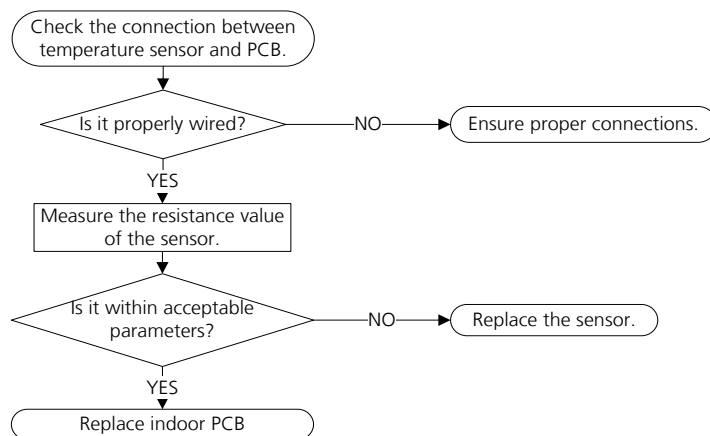 Check the connection between
temperature sensor and PCB.
Is it properly wired?
NO
Ensure proper connections.
YES
Measure the resistance value
of the sensor.
Is it within acceptable
parameters?
NO
Replace the sensor.
YES
Replace indoor PCB